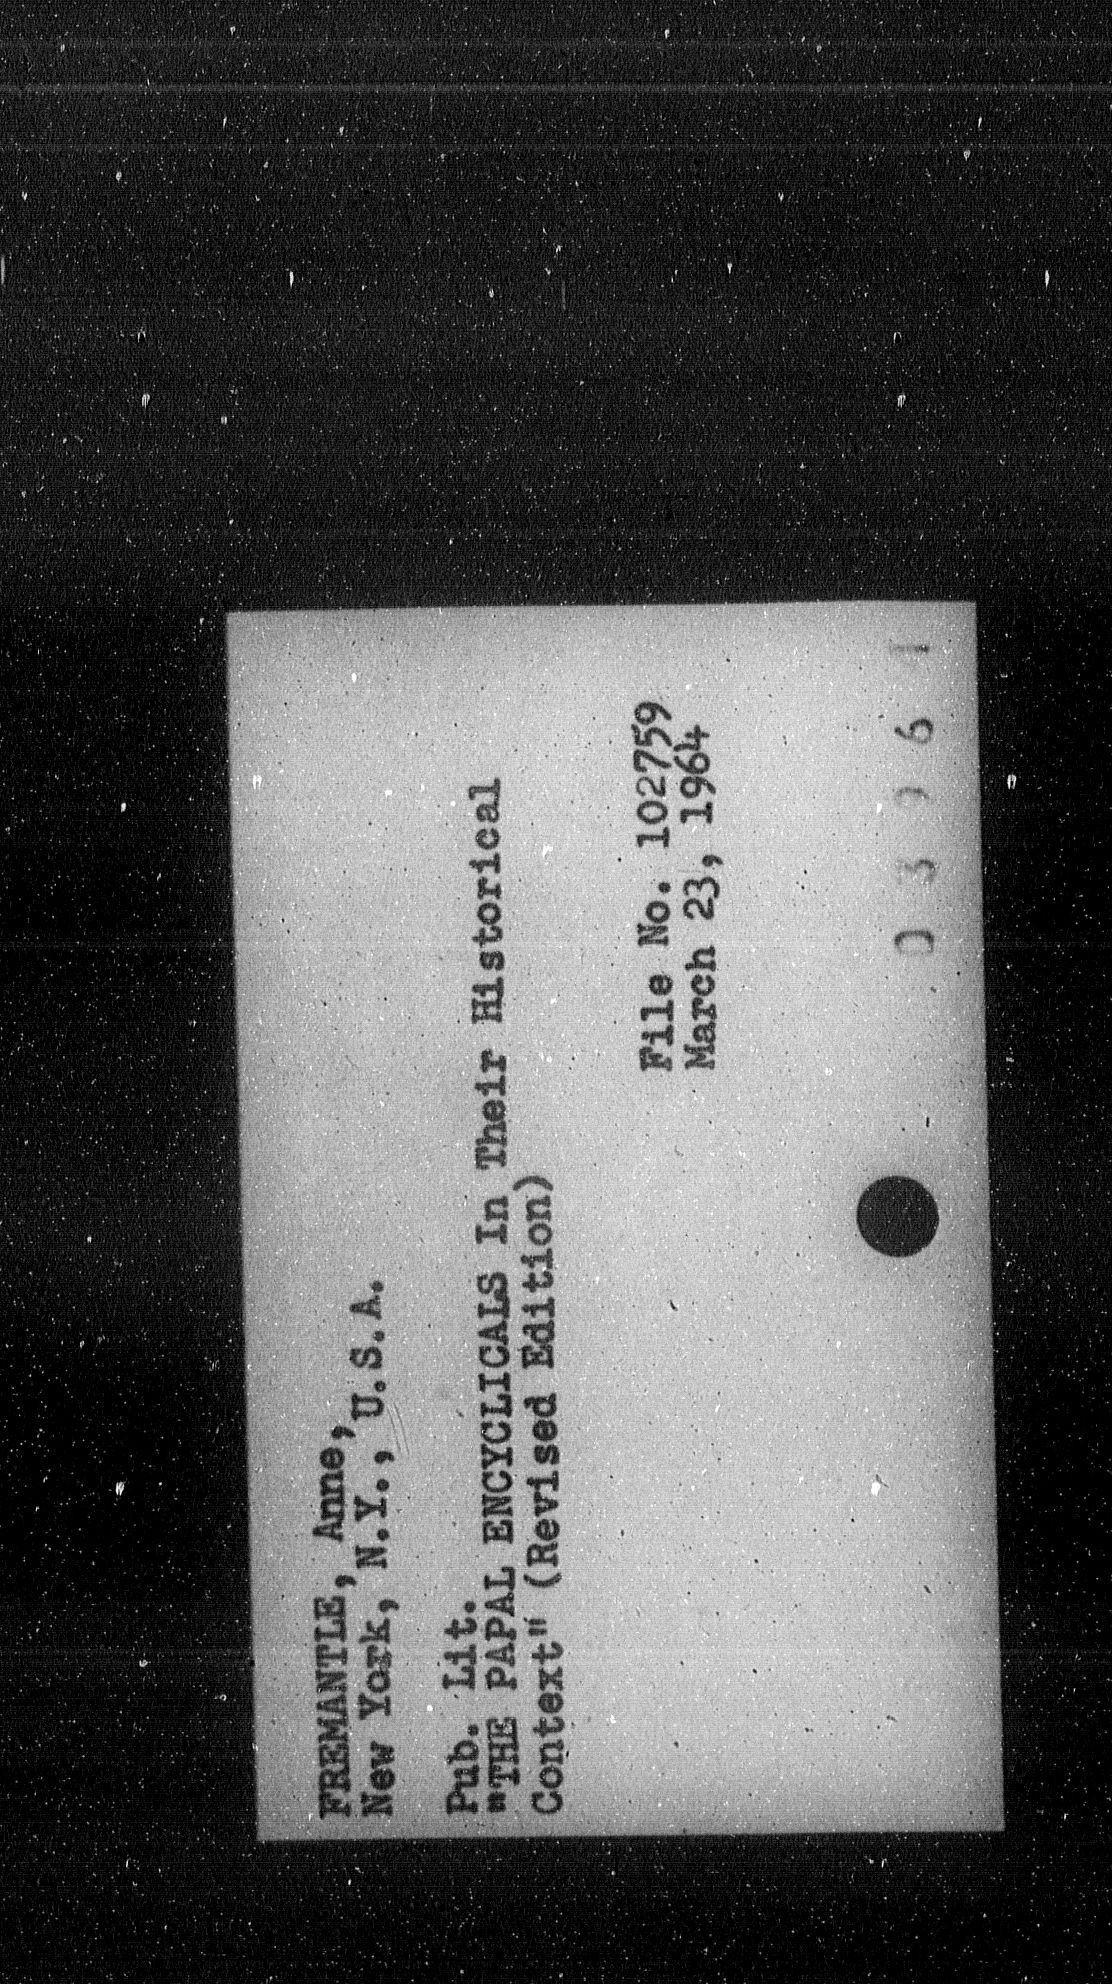 FREMANTLE, Anne,
New York, N.Y., U.S.A.
Pub. Lit.
"THE PAPAL ENCYCLICALS In Their Historical
Context" (Revised Edition)
File No. 102759
March 23, 1964